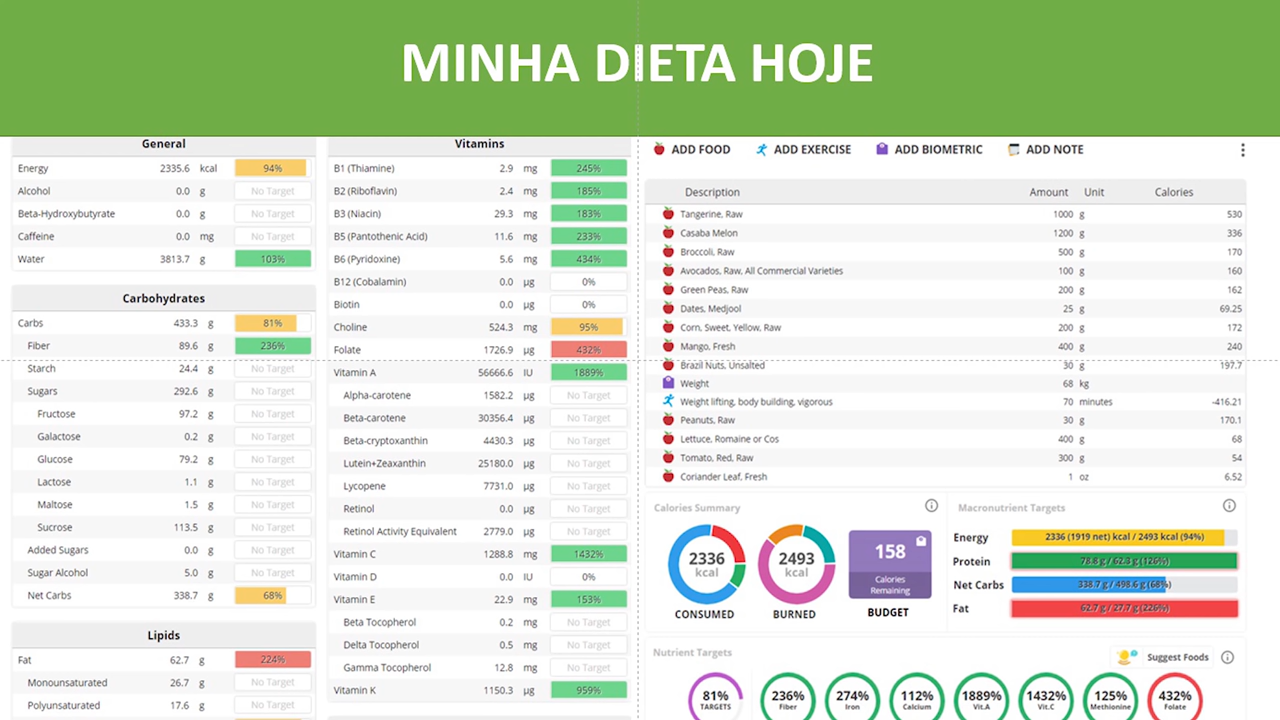 MINHA DIETA HOJE
General
Energy 2335.6 kcal 94%
Alcohol 0.0 g No Target
Beta-Hydroxybutyrate 0.0 g No Target
Caffeine 0.0 mg No Target
Water 3813.7 g 103%
Carbohydrates
Carbs 433.3 g 81%
Fiber 89.6 g 236%
Starch 24.4 g No Target
Sugars 292.6 g No Target
Fructose 97.2 g No Target
Galactose 0.2 g No Target
Glucose 79.2 g No Target
Lactose 1.1 g No Target
Maltose 1.5 g No Target
Sucrose 113.5 g No Target
Added Sugars 0.0 g No Target
Sugar Alcohol 5.0 g No Target
Net Carbs 338.7 g 68%
Lipids
Fat 62.7 g 224%
Monounsaturated 26.7 g No Target
Polyunsaturated 17.6 g No Target
Vitamins
B1 (Thiamine) 2.9 mg 245%
B2 (Riboflavin) 2.4 mg 185%
B3 (Niacin) 29.3 mg 183%
B5 (Pantothenic Acid) 11.6 mg 233%
B6 (Pyridoxine) 5.6 mg 434%
B12 (Cobalamin) 0.0 µg 0%
Biotin 0.0 µg 0%
Choline 524.3 mg 95%
Folate 1726.9 µg 432%
Vitamin A 56666.6 IU 1889%
Alpha-carotene 1582.2 µg No Target
Beta-carotene 30356.4 µg No Target
Beta-cryptoxanthin 4430.3 µg No Target
Lutein+Zeaxanthin 25180.0 µg No Target
Lycopene 7731.0 µg No Target
Retinol 0.0 µg No Target
Retinol Activity Equivalent 2779.0 µg No Target
Vitamin C 1288.8 mg 1432%
Vitamin D 0.0 IU 0%
Vitamin E 22.9 mg 153%
Beta Tocopherol 0.2 mg No Target
Delta Tocopherol 0.5 mg No Target
Gamma Tocopherol 12.8 mg No Target
Vitamin K 1150.3 µg 959%
ADD FOOD ADD EXERCISE ADD BIOMETRIC ADD NOTE
Description Amount Unit Calories
Tangerine, Raw 1000 g 530
Casaba Melon 1200 g 336
Broccoli, Raw 500 g 170
Avocados, Raw, All Commercial Varieties 100 g 160
Green Peas, Raw 200 g 162
Dates, Medjool 25 g 69.25
Corn, Sweet, Yellow, Raw 200 g 172
Mango, Fresh 400 g 240
Brazil Nuts, Unsalted 30 g 197.7
Weight 68 kg
Weight lifting, body building, vigorous 70 minutes -416.21
Peanuts, Raw 30 g 170.1
Lettuce, Romaine or Cos 400 g 68
Tomato, Red, Raw 300 g 54
Coriander Leaf, Fresh 1 oz 6.52
Calories Summary
2336 kcal
CONSUMED
2493 kcal
BURNED
158
Calories
Remaining
BUDGET
Macronutrient Targets
Energy 2336 (1919 net) kcal / 2493 kcal (94%)
Protein 78.8 g / 62.3 g (126%)
Net Carbs 338.7 g / 498.6 g (68%)
Fat 62.7 g / 27.7 g (226%)
Nutrient Targets Suggest Foods
81% TARGETS
236% Fiber
274% Iron
112% Calcium
1889% Vit.A
1432% Vit.C
125% Methionine
432% Folate